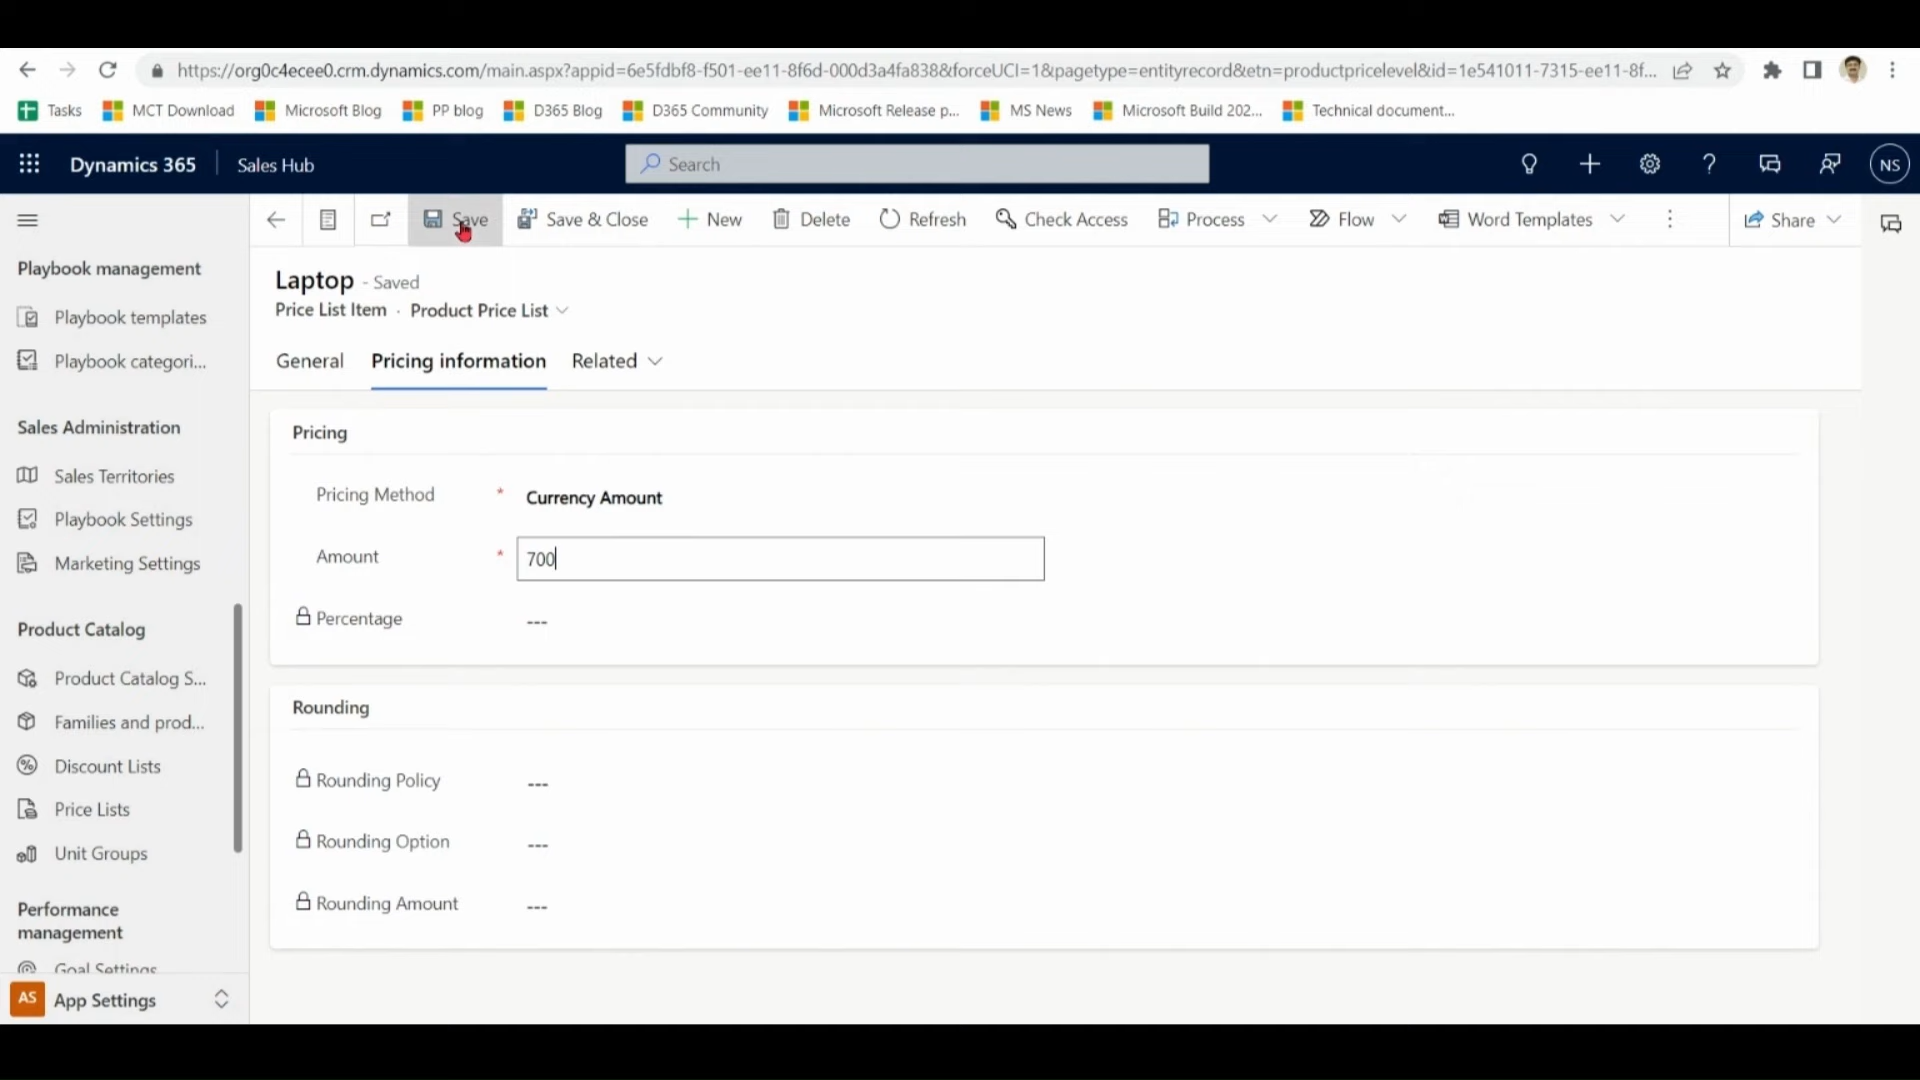 https://org0c4ecee0.crm.dynamics.com/main.aspx?appid=6e5fdbf8-f501-ee11-8f6d-000d3a4fa838&forceUCI=1&pagetype=entityrecord&etn=productpricelevel&id=1e541011-7315-ee11-8f...
Tasks MCT Download Microsoft Blog PP blog D365 Blog D365 Community Microsoft Release p... MS News Microsoft Build 202... Technical document...
Dynamics 365 Sales Hub Search NS
Save Save & Close New Delete Refresh Check Access Process Flow Word Templates Share
Playbook management
Playbook templates
Playbook categori...
Sales Administration
Sales Territories
Playbook Settings
Marketing Settings
Product Catalog
Product Catalog S...
Families and prod...
Discount Lists
Price Lists
Unit Groups
Performance
management
Goal Settings
AS App Settings
Laptop - Saved
Price List Item · Product Price List
General Pricing information Related
Pricing
Pricing Method * Currency Amount
Amount * 700
Percentage ---
Rounding
Rounding Policy ---
Rounding Option ---
Rounding Amount ---